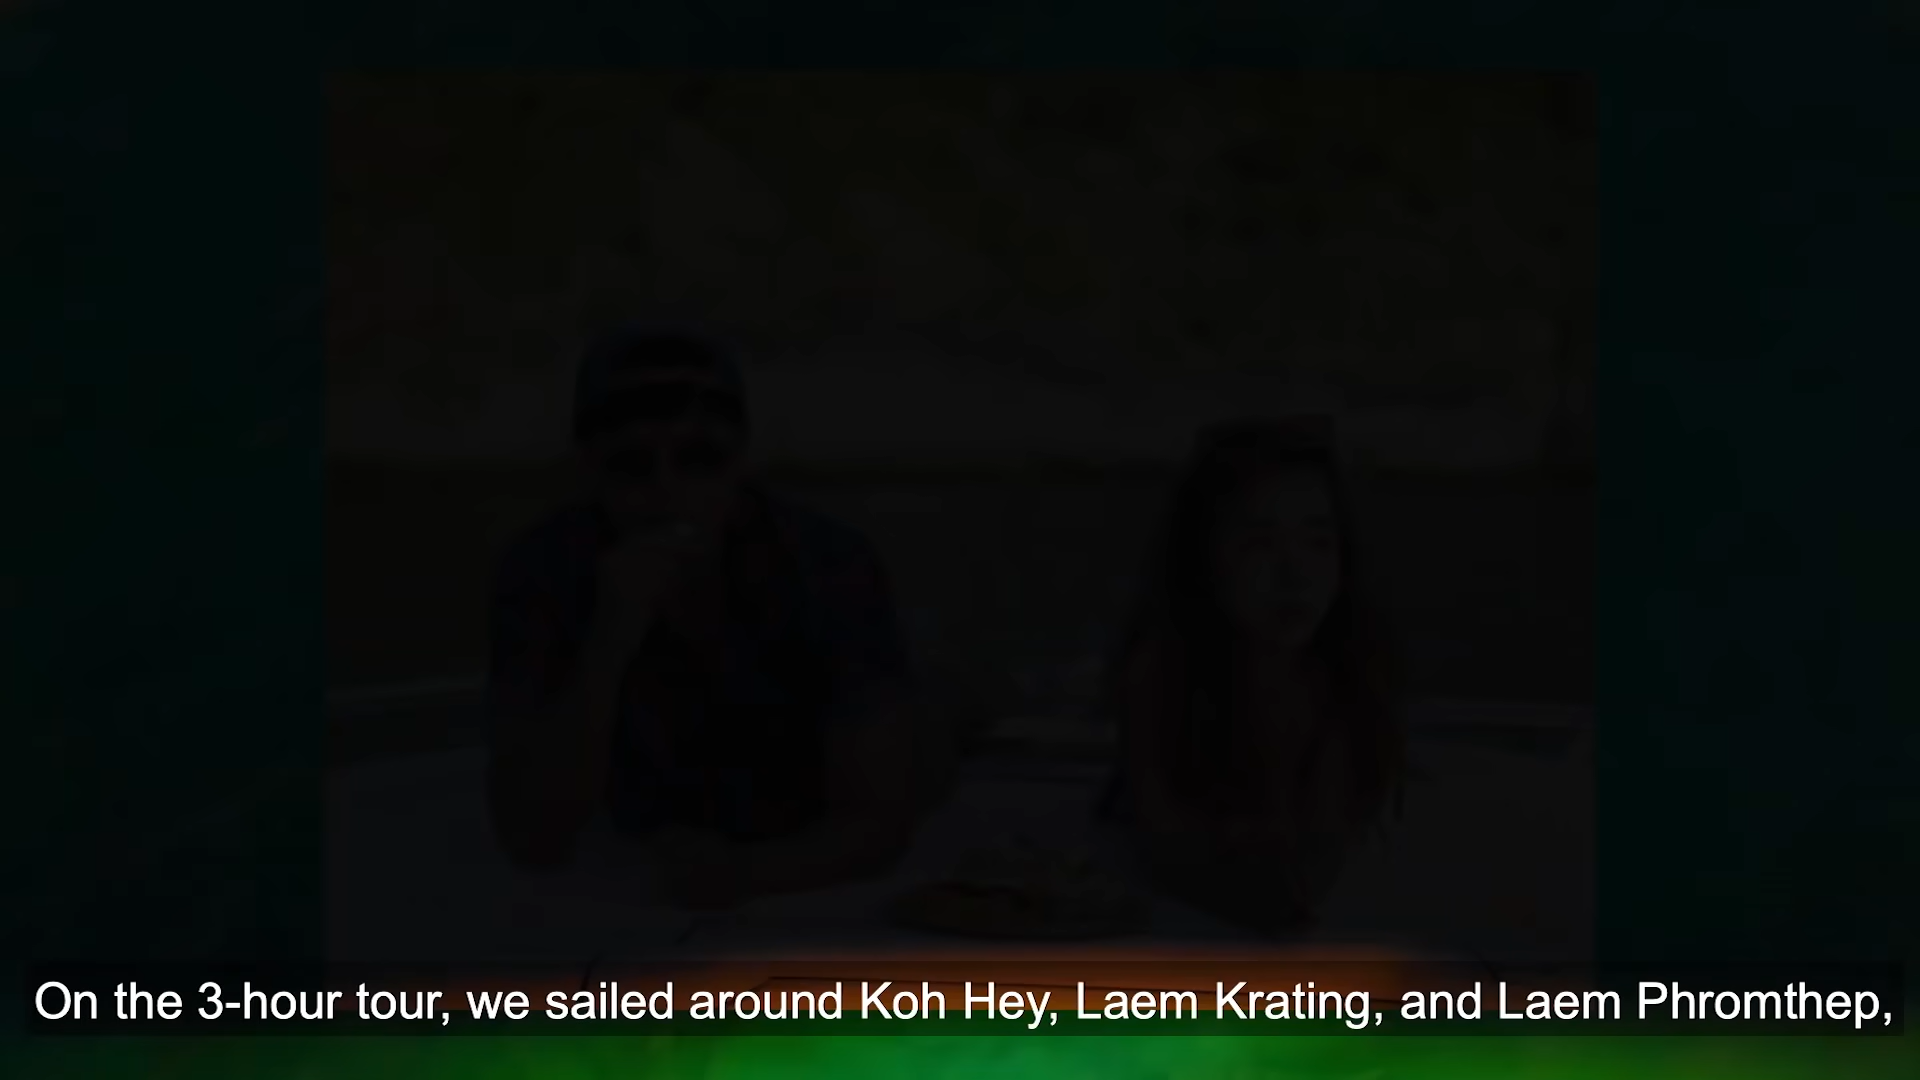 On the 3-hour tour, we sailed around Koh Hey, Laem Krating, and Laem Phromthep,